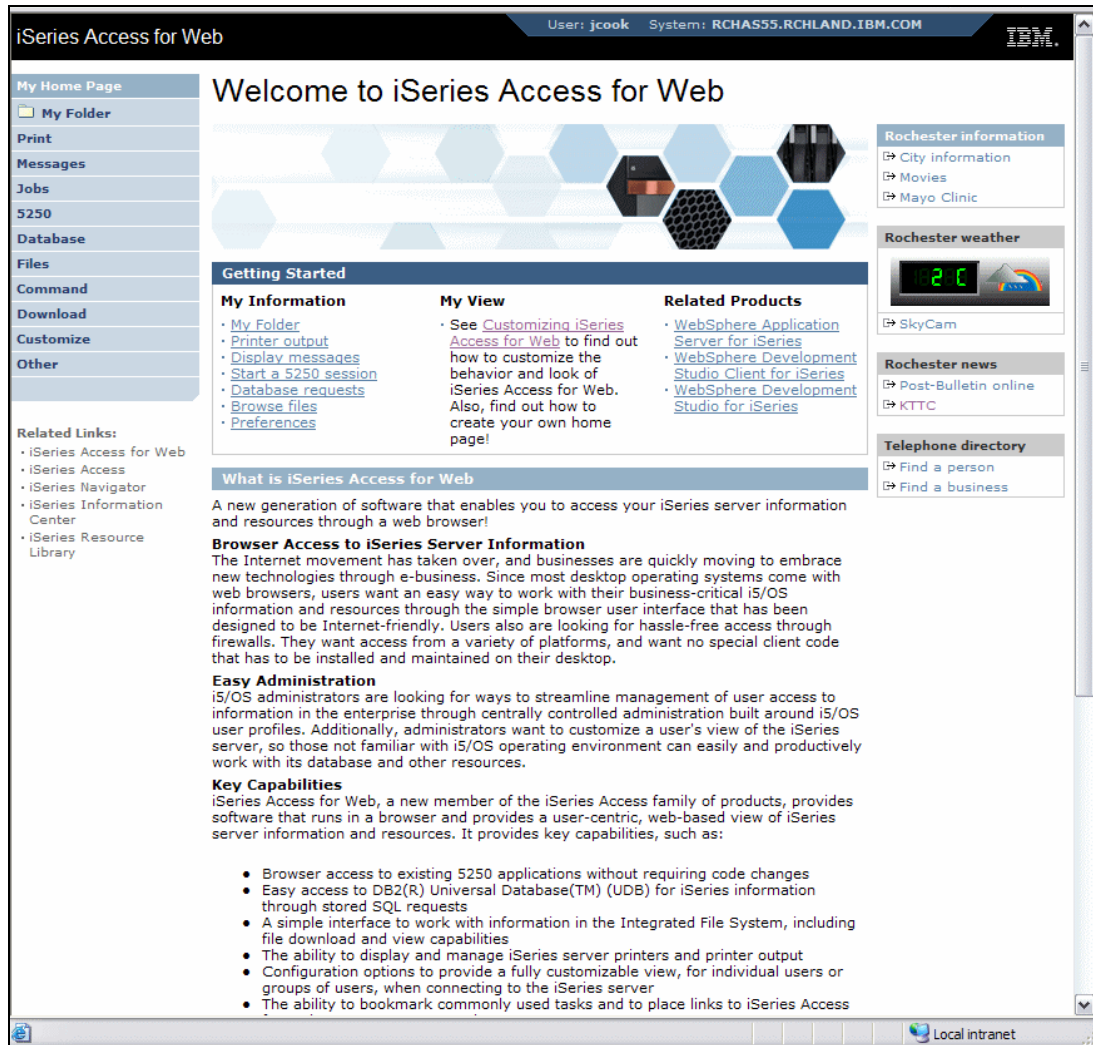 iSeries Access for Web
User: jcook System: RCHAS55.RCHLAND.IBM.COM
IBM.
My Home Page
My Folder
Print
Messages
Jobs
5250
Database
Files
Command
Download
Customize
Other
Related Links:
• iSeries Access for Web
• iSeries Access
• iSeries Navigator
• iSeries Information
Center
• iSeries Resource
Library
Welcome to iSeries Access for Web
Getting Started
My Information
· My Folder
· Printer output
· Display messages
· Start a 5250 session
· Database requests
· Browse files
· Preferences
My View
· See Customizing iSeries
Access for Web to find out
how to customize the
behavior and look of
iSeries Access for Web.
Also, find out how to
create your own home
page!
Related Products
· WebSphere Application
Server for iSeries
· WebSphere Development
Studio Client for iSeries
· WebSphere Development
Studio for iSeries
What is iSeries Access for Web
A new generation of software that enables you to access your iSeries server information
and resources through a web browser!
Browser Access to iSeries Server Information
The Internet movement has taken over, and businesses are quickly moving to embrace
new technologies through e-business. Since most desktop operating systems come with
web browsers, users want an easy way to work with their business-critical i5/OS
information and resources through the simple browser user interface that has been
designed to be Internet-friendly. Users also are looking for hassle-free access through
firewalls. They want access from a variety of platforms, and want no special client code
that has to be installed and maintained on their desktop.
Easy Administration
i5/OS administrators are looking for ways to streamline management of user access to
information in the enterprise through centrally controlled administration built around i5/OS
user profiles. Additionally, administrators want to customize a user's view of the iSeries
server, so those not familiar with i5/OS operating environment can easily and productively
work with its database and other resources.
Key Capabilities
iSeries Access for Web, a new member of the iSeries Access family of products, provides
software that runs in a browser and provides a user-centric, web-based view of iSeries
server information and resources. It provides key capabilities, such as:
● Browser access to existing 5250 applications without requiring code changes
● Easy access to DB2(R) Universal Database(TM) (UDB) for iSeries information
through stored SQL requests
● A simple interface to work with information in the Integrated File System, including
file download and view capabilities
● The ability to display and manage iSeries server printers and printer output
● Configuration options to provide a fully customizable view, for individual users or
groups of users, when connecting to the iSeries server
● The ability to bookmark commonly used tasks and to place links to iSeries Access
Rochester information
City information
Movies
Mayo Clinic
Rochester weather
2 C
SkyCam
Rochester news
Post-Bulletin online
KTTC
Telephone directory
Find a person
Find a business
Local intranet